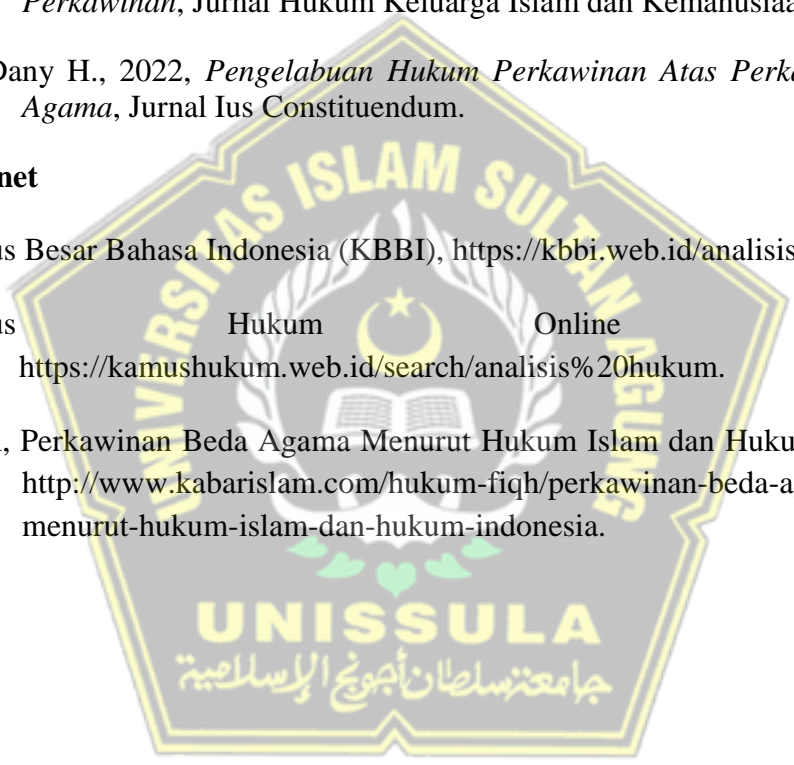 Perkawinan, Jurnal Hukum Keluarga Islam dan Kemanusiaa
Dany H., 2022, Pengelabuan Hukum Perkawinan Atas Perka
Agama, Jurnal Ius Constituendum.
net
us Besar Bahasa Indonesia (KBBI), https://kbbi.web.id/analisis
us Hukum Online
https://kamushukum.web.id/search/analisis%20hukum.
, Perkawinan Beda Agama Menurut Hukum Islam dan Huku
http://www.kabarislam.com/hukum-fiqh/perkawinan-beda-a
menurut-hukum-islam-dan-hukum-indonesia.
UNIVERSITAS ISLAM SULTAN AGUNG
UNISSULA
جامعة سلطان أجونج الإسلامية